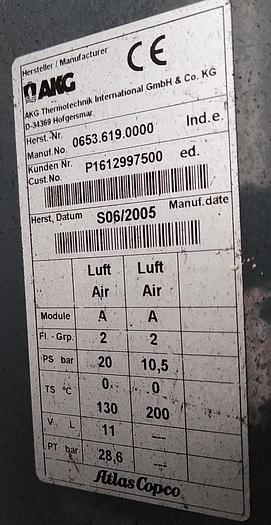 Hersteller / Manufacturer
CE
AKG
AKG Thermotechnik International GmbH & Co. KG
D-34369 Hofgeismar
Herst.-Nr. Ind. e.
Manuf.No. 0653.619.0000
Kunden Nr. P1612997500 ed.
Cust.No.
Herst, Datum S06/2005 Manuf.date
Luft Luft
Air Air
Module A A
Fl.-Grp. 2 2
PS bar 20 10,5
TS °C 0 0
130 200
V L 11 ---
PT bar 28,6 ---
Atlas Copco